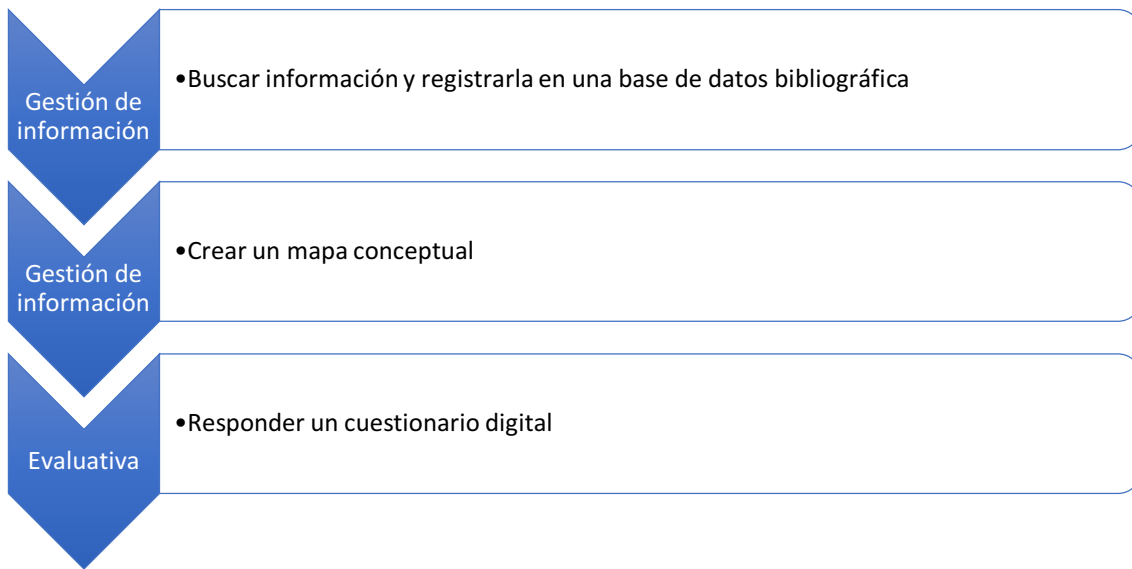 Gestión de
información
•Buscar información y registrarla en una base de datos bibliográfica
Gestión de
información
•Crear un mapa conceptual
Evaluativa
•Responder un cuestionario digital